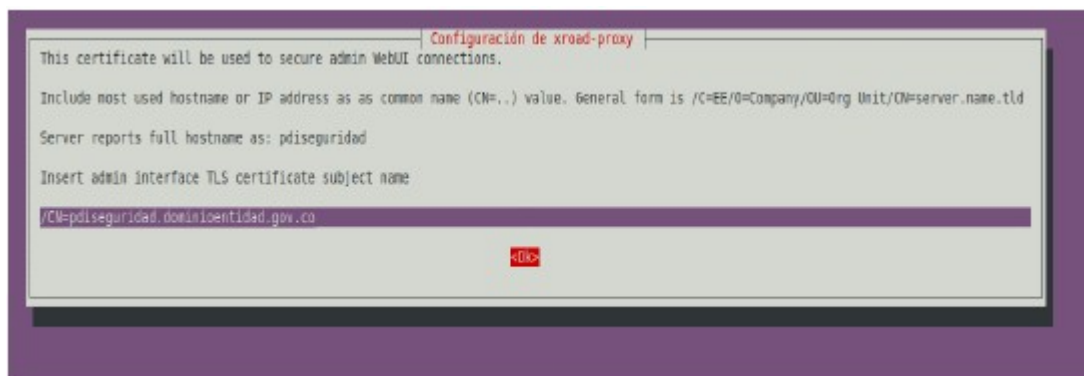 Configuración de xroad-proxy
This certificate will be used to secure admin WebUI connections.
Include most used hostname or IP address as as common name (CN=..) value. General form is /C=EE/O=Company/OU=Org Unit/CN=server.name.tld
Server reports full hostname as: pdiseguridad
Insert admin interface TLS certificate subject name
/CN=pdiseguridad.dominioentidad.gov.co
<Ok>